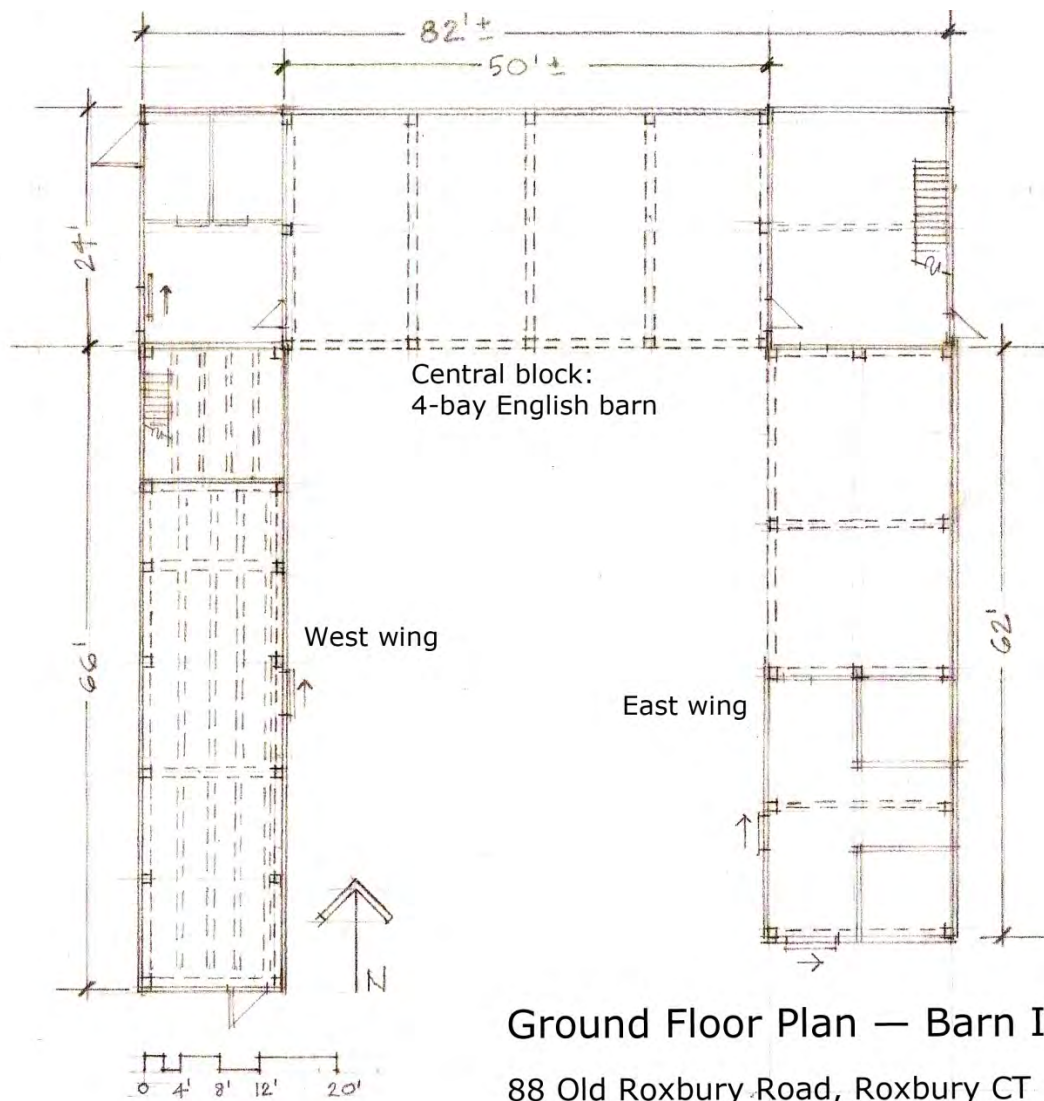 82'±
50'±
24'
Central block:
4-bay English barn
West wing
66'
62'
East wing
N
Ground Floor Plan — Barn I
88 Old Roxbury Road, Roxbury CT
0 4' 8' 12' 20'